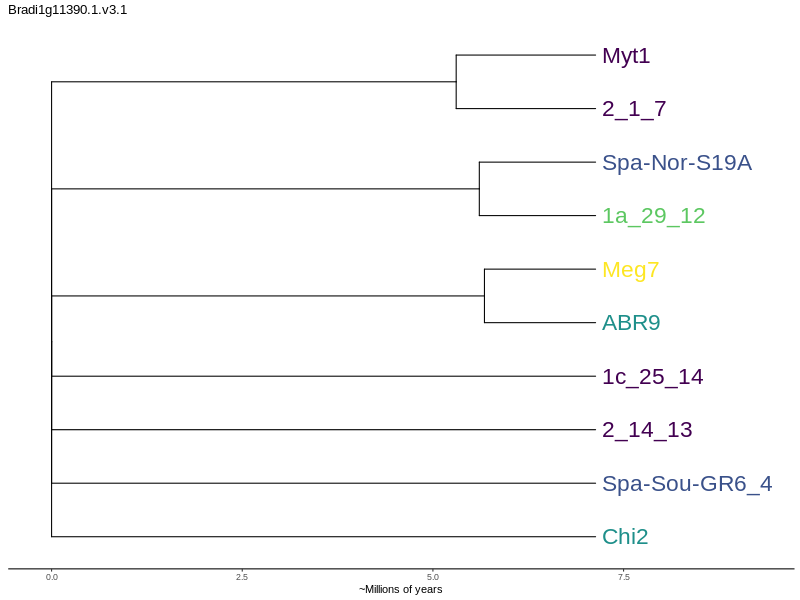 Bradi1g11390.1.v3.1
Myt1
2_1_7
Spa-Nor-S19A
1a_29_12
Meg7
ABR9
1c_25_14
2_14_13
Spa-Sou-GR6_4
Chi2
0.0 2.5 5.0 7.5
~Millions of years